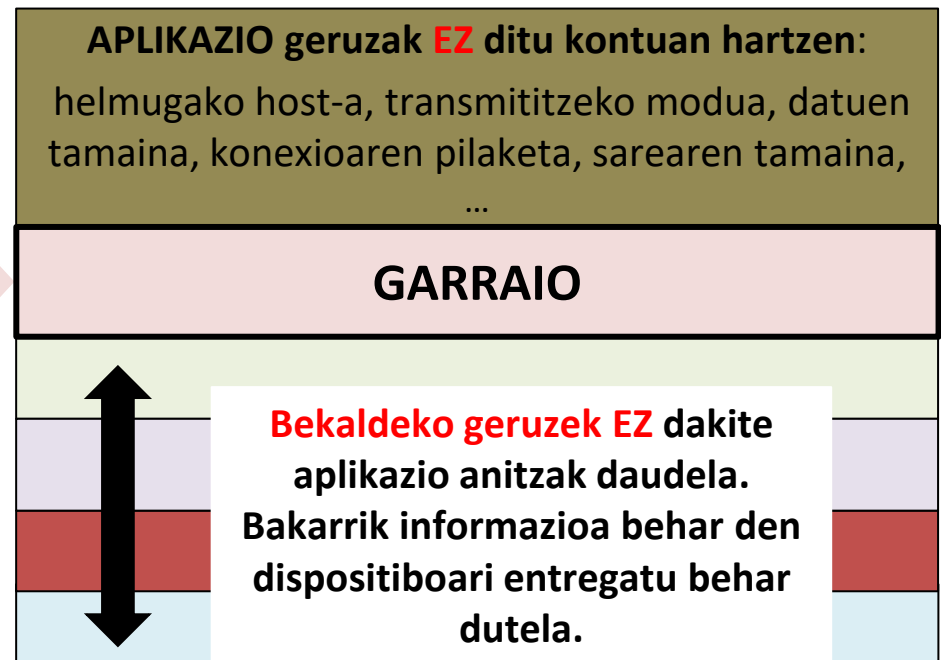 APLIKAZIO geruzak EZ ditu kontuan hartzen:
helmugako host-a, transmititzeko modua, datuen
tamaina, konexioaren pilaketa, sarearen tamaina,
…
GARRAIO
Bekaldeko geruzek EZ dakite
aplikazio anitzak daudela.
Bakarrik informazioa behar den
dispositiboari entregatu behar
dutela.